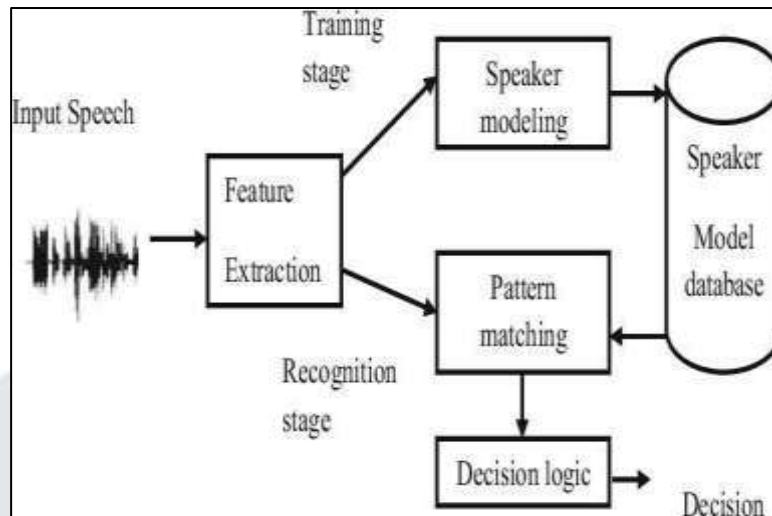 Training
stage
Input Speech
Feature
Extraction
Speaker
modeling
Speaker
Model
database
Pattern
matching
Recognition
stage
Decision logic
Decision